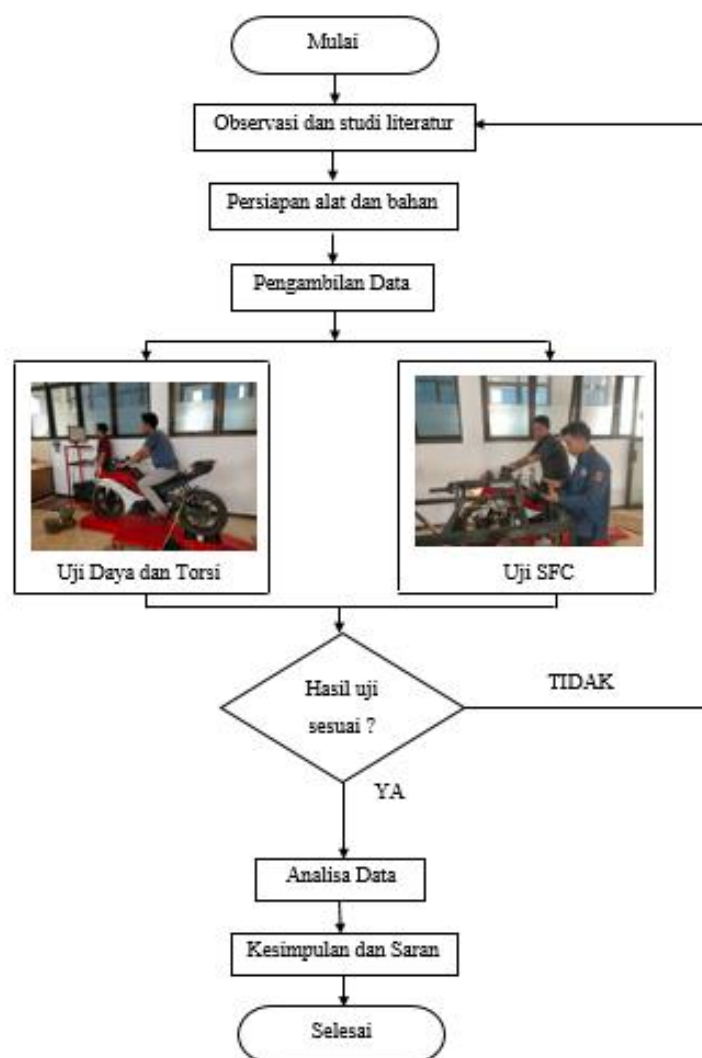 Mulai
Observasi dan studi literatur
Persiapan alat dan bahan
Pengambilan Data
Uji Daya dan Torsi
Uji SFC
Hasil uji
sesuai ?
TIDAK
YA
Analisa Data
Kesimpulan dan Saran
Selesai